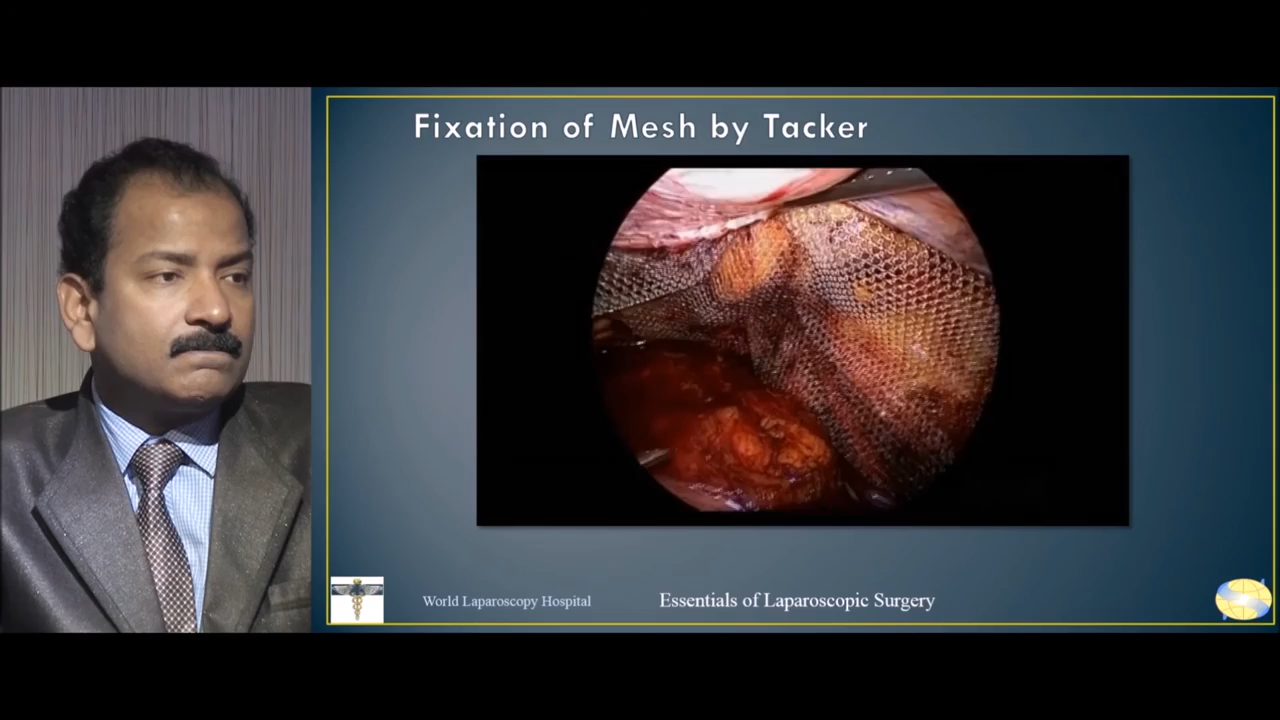 Fixation of Mesh by Tacker
World Laparoscopy Hospital
Essentials of Laparoscopic Surgery